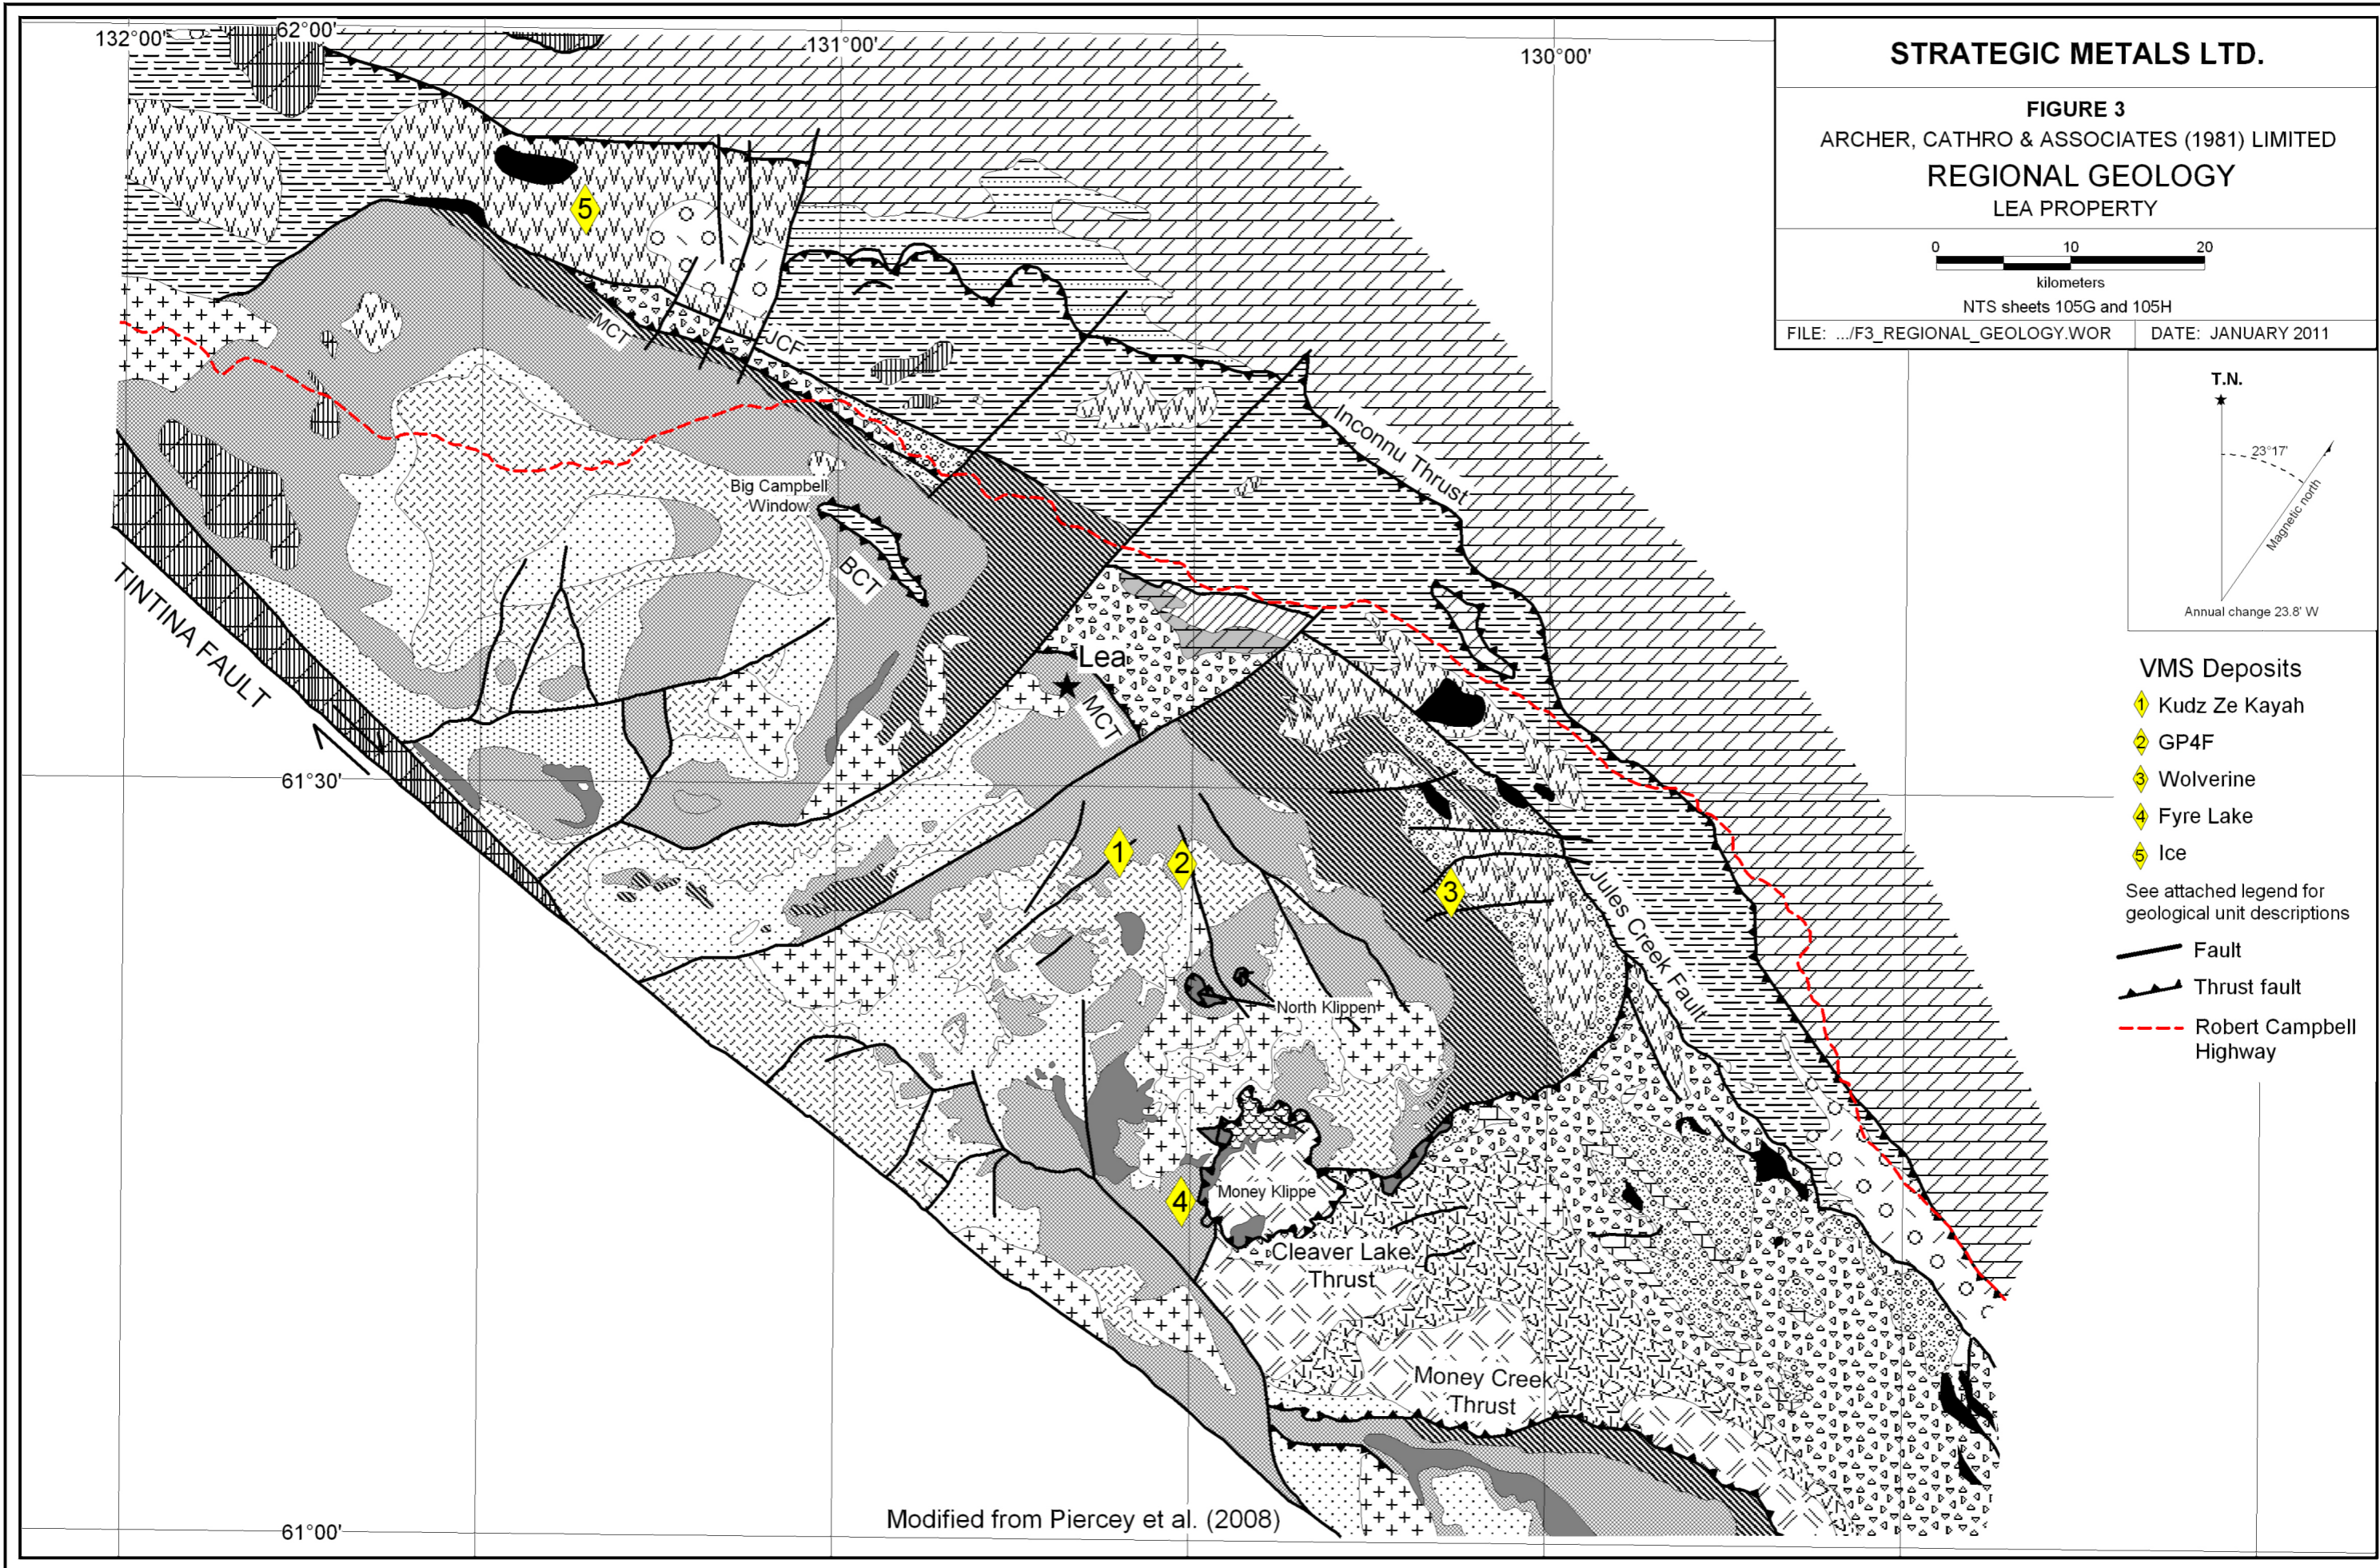 STRATEGIC METALS LTD.
FIGURE 3
ARCHER, CATHRO & ASSOCIATES (1981) LIMITED
REGIONAL GEOLOGY
LEA PROPERTY
0 10 20
kilometers
NTS sheets 105G and 105H
FILE: .../F3_REGIONAL_GEOLOGY.WOR
DATE: JANUARY 2011
T.N.
23°17'
Magnetic north
Annual change 23.8' W
VMS Deposits
1 Kudz Ze Kayah
2 GP4F
3 Wolverine
4 Fyre Lake
5 Ice
See attached legend for
geological unit descriptions
Fault
Thrust fault
Robert Campbell
Highway
132°00'
62°00'
131°00'
130°00'
5
MCT
JCF
Inconnu Thrust
Big Campbell
Window
BCT
TINTINA FAULT
Lea
MCT
61°30'
1
2
3
Jules Creek Fault
North Klippen
Money Klippe
4
Cleaver Lake
Thrust
Money Creek
Thrust
Modified from Piercey et al. (2008)
61°00'